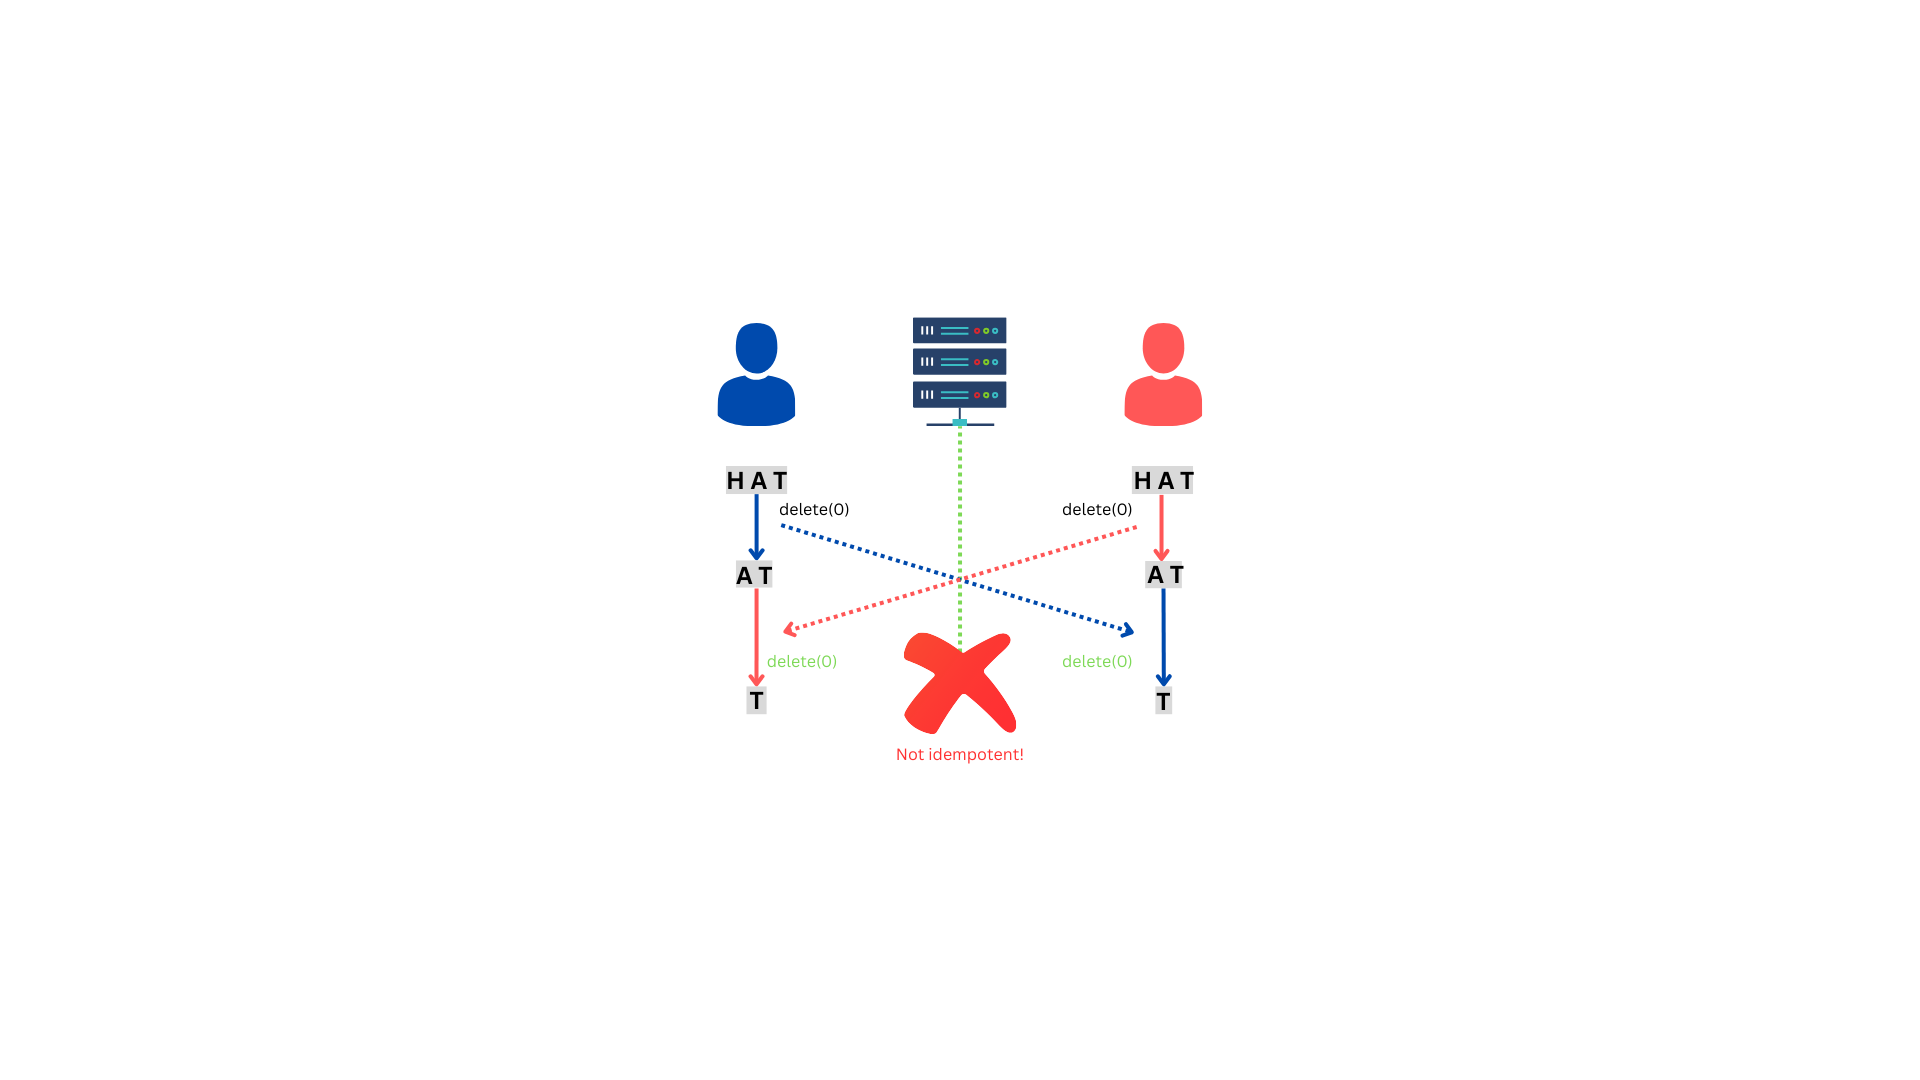 H A T
H A T
delete(0)
delete(0)
A T
A T
delete(0)
delete(0)
T
T
Not idempotent!